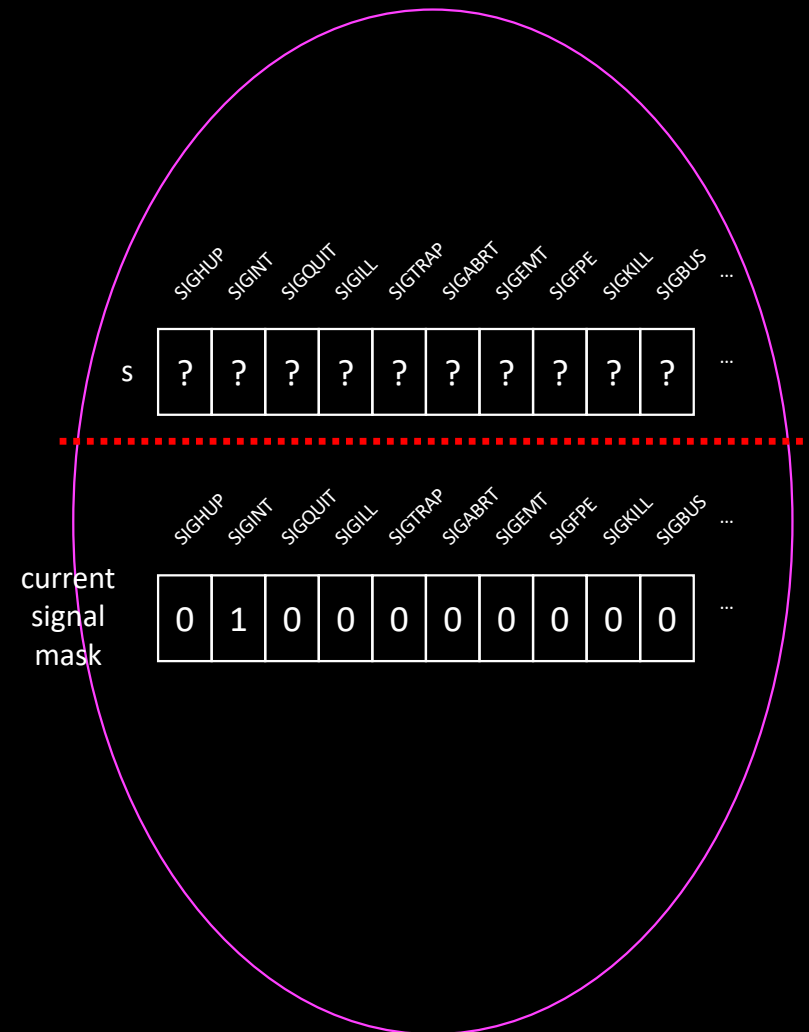 SIGHUP SIGINT SIGQUIT SIGILL SIGTRAP SIGABRT SIGEMT SIGFPE SIGKILL SIGBUS ...
s ? ? ? ? ? ? ? ? ? ? ...
SIGHUP SIGINT SIGQUIT SIGILL SIGTRAP SIGABRT SIGEMT SIGFPE SIGKILL SIGBUS ...
current
signal
mask
0 1 0 0 0 0 0 0 0 0 ...